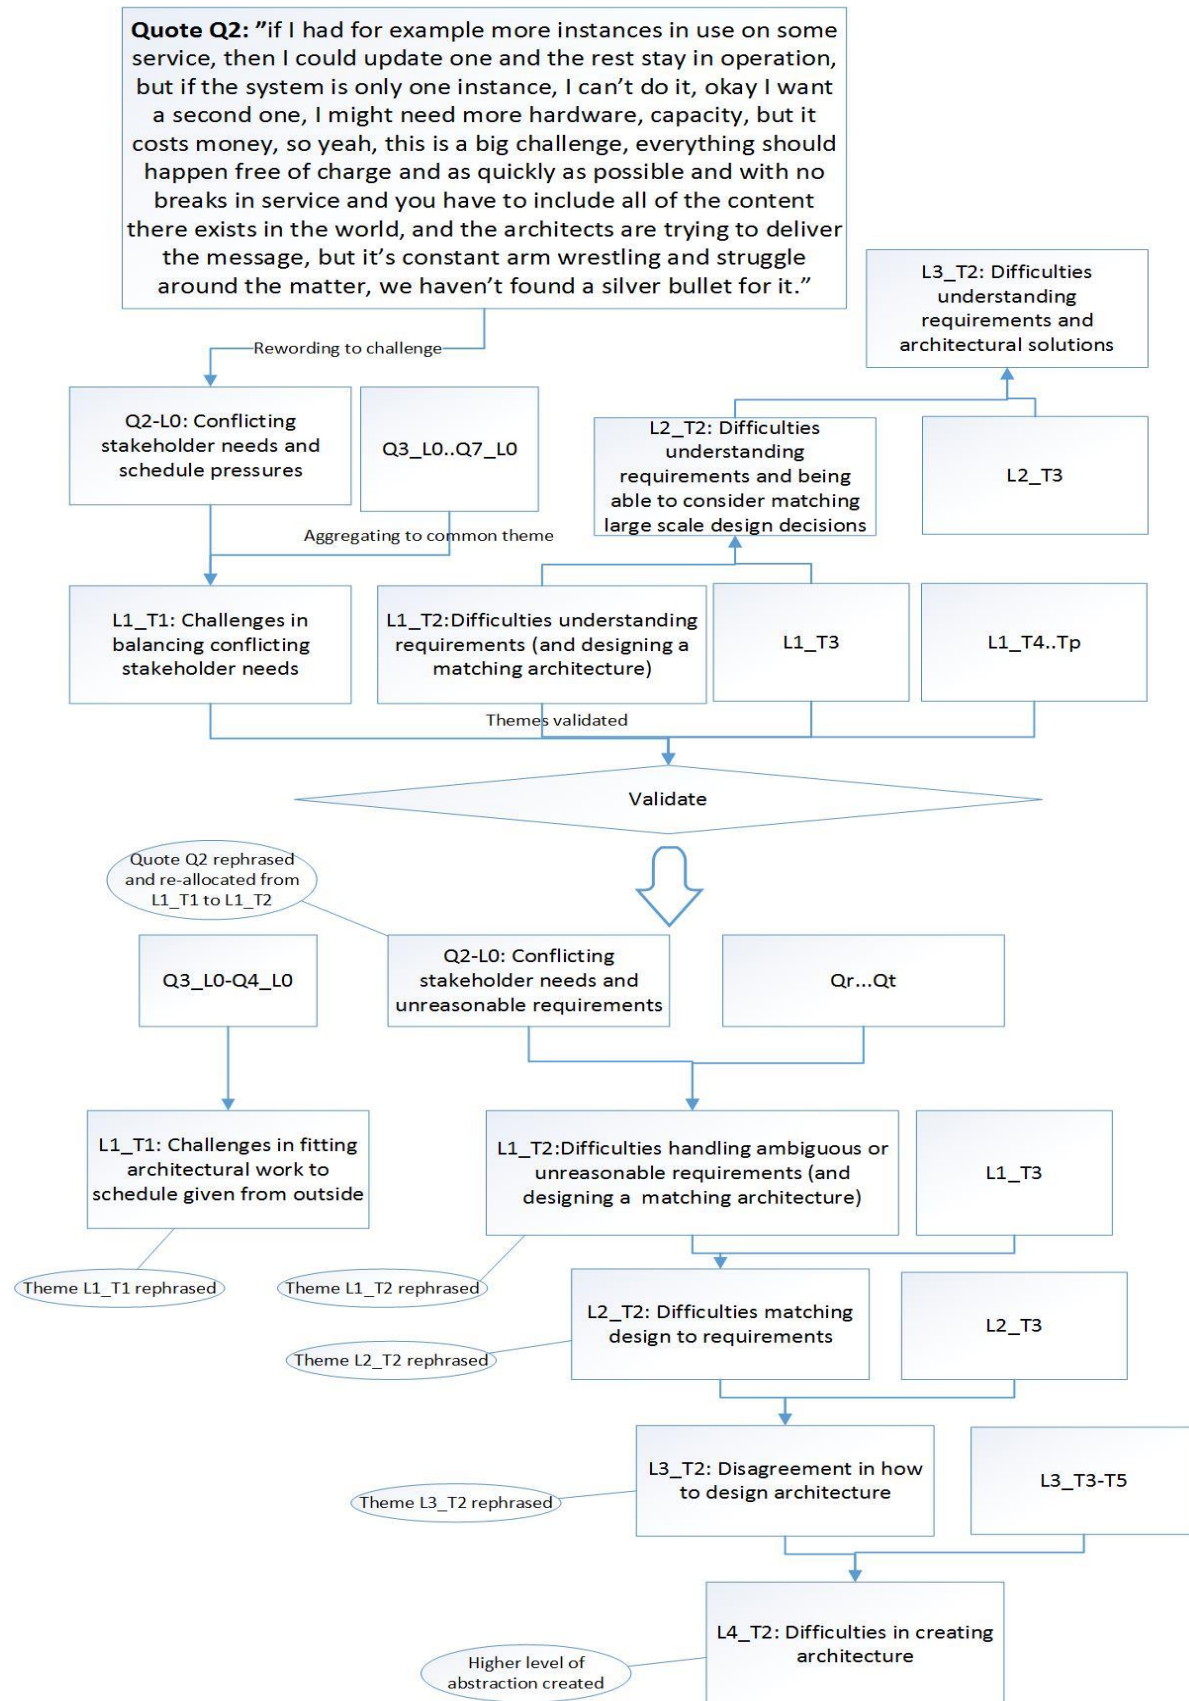 Quote Q2: ”if I had for example more instances in use on some
service, then I could update one and the rest stay in operation,
but if the system is only one instance, I can’t do it, okay I want
a second one, I might need more hardware, capacity, but it
costs money, so yeah, this is a big challenge, everything should
happen free of charge and as quickly as possible and with no
breaks in service and you have to include all of the content
there exists in the world, and the architects are trying to deliver
the message, but it’s constant arm wrestling and struggle
around the matter, we haven’t found a silver bullet for it.”
L3_T2: Difficulties
understanding
requirements and
architectural solutions
Rewording to challenge
Q2-L0: Conflicting
stakeholder needs and
schedule pressures
Q3_L0..Q7_L0
L2_T2: Difficulties
understanding
requirements and being
able to consider matching
large scale design decisions
L2_T3
Aggregating to common theme
L1_T1: Challenges in
balancing conflicting
stakeholder needs
L1_T2:Difficulties understanding
requirements (and designing a
matching architecture)
L1_T3
L1_T4..Tp
Themes validated
Validate
Quote Q2 rephrased
and re-allocated from
L1_T1 to L1_T2
Q3_L0-Q4_L0
Q2-L0: Conflicting
stakeholder needs and
unreasonable requirements
Qr...Qt
L1_T1: Challenges in fitting
architectural work to
schedule given from outside
L1_T2:Difficulties handling ambiguous or
unreasonable requirements (and
designing a  matching architecture)
L1_T3
Theme L1_T1 rephrased
Theme L1_T2 rephrased
L2_T2: Difficulties matching
design to requirements
L2_T3
Theme L2_T2 rephrased
L3_T2: Disagreement in how
to design architecture
L3_T3-T5
Theme L3_T2 rephrased
L4_T2: Difficulties in creating
architecture
Higher level of
abstraction created